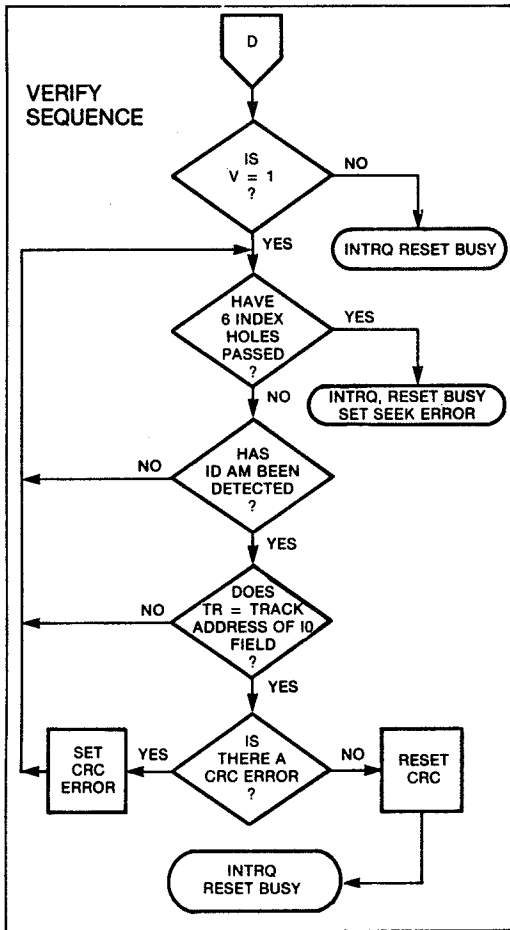 D
VERIFY
SEQUENCE
IS
V = 1
?
NO
INTRQ RESET BUSY
YES
HAVE
6 INDEX
HOLES
PASSED
?
YES
INTRQ, RESET BUSY
SET SEEK ERROR
NO
HAS
ID AM BEEN
DETECTED
?
NO
YES
DOES
TR = TRACK
ADDRESS OF ID
FIELD
?
NO
YES
IS
THERE A
CRC ERROR
?
YES
SET
CRC
ERROR
NO
RESET
CRC
INTRQ
RESET BUSY